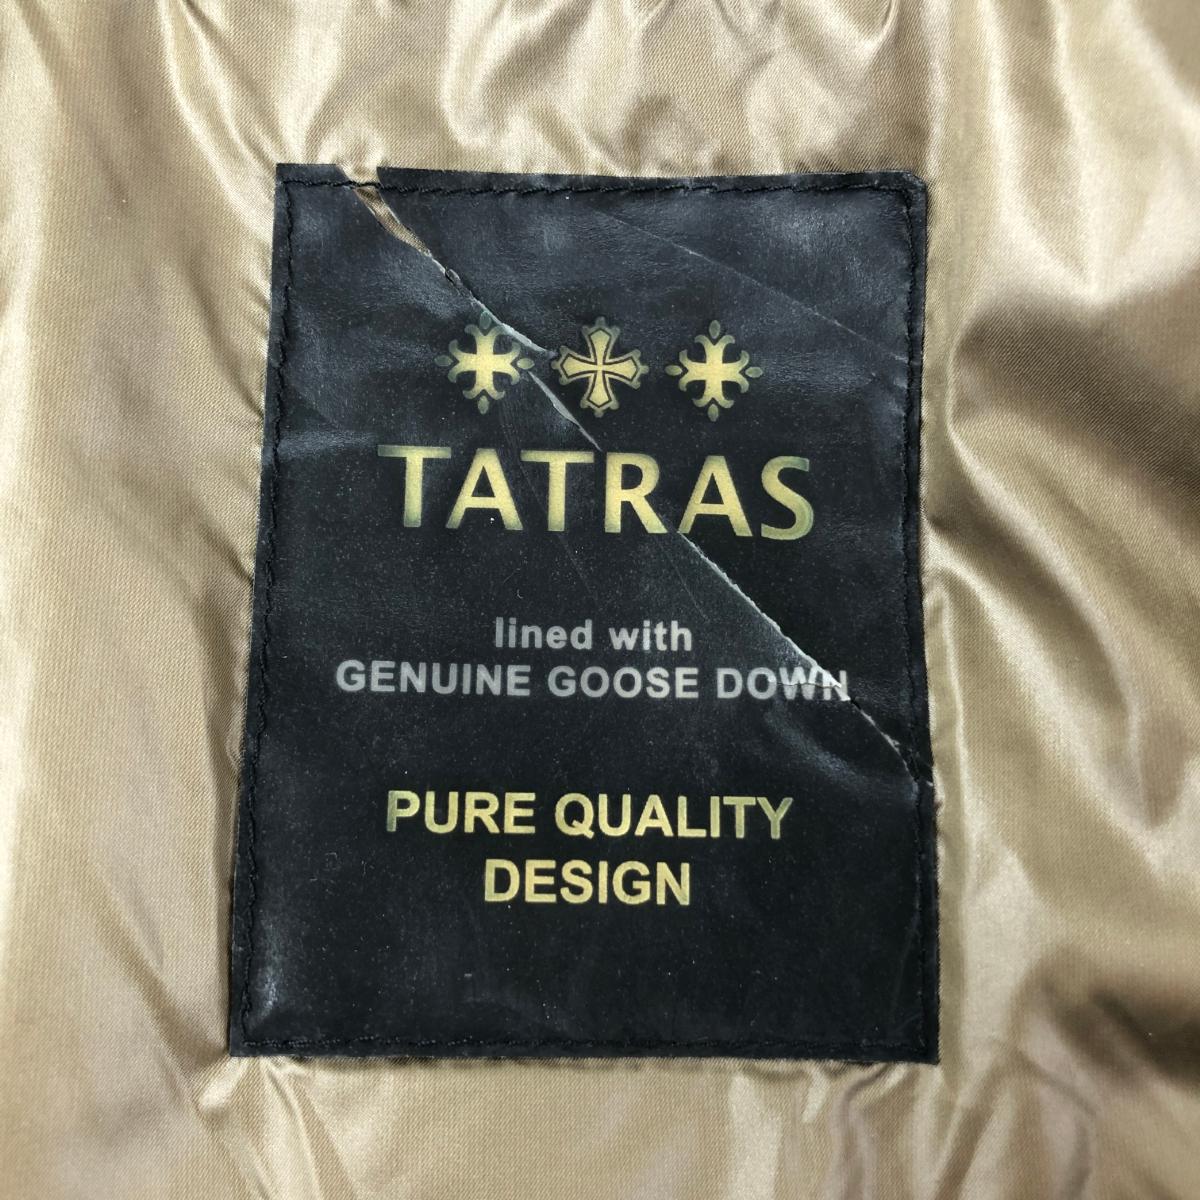 TATRAS
lined with
GENUINE GOOSE DOWN
PURE QUALITY
DESIGN